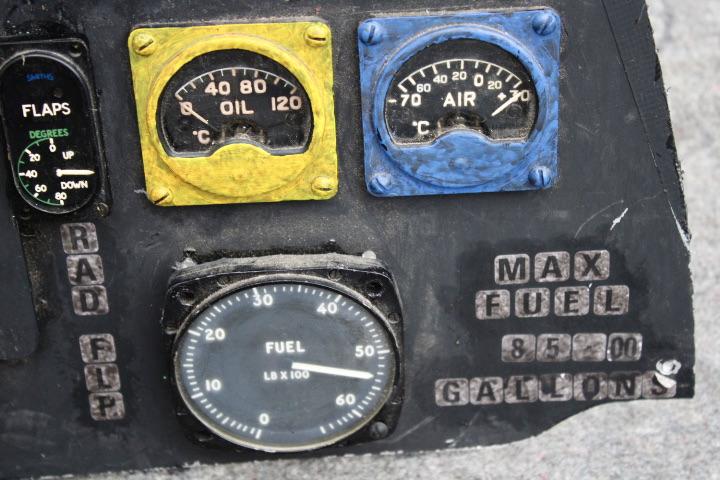 SMITHS
FLAPS
DEGREES
0
20
UP
40
DOWN
60
80
0 40 80 120
OIL
°C
-70 60 40 20 0 20 +30
AIR
°C
RAD
FLP
0 10 20 30 40 50 60
FUEL
LB X 100
MAX
FUEL
85 00
GALLONS